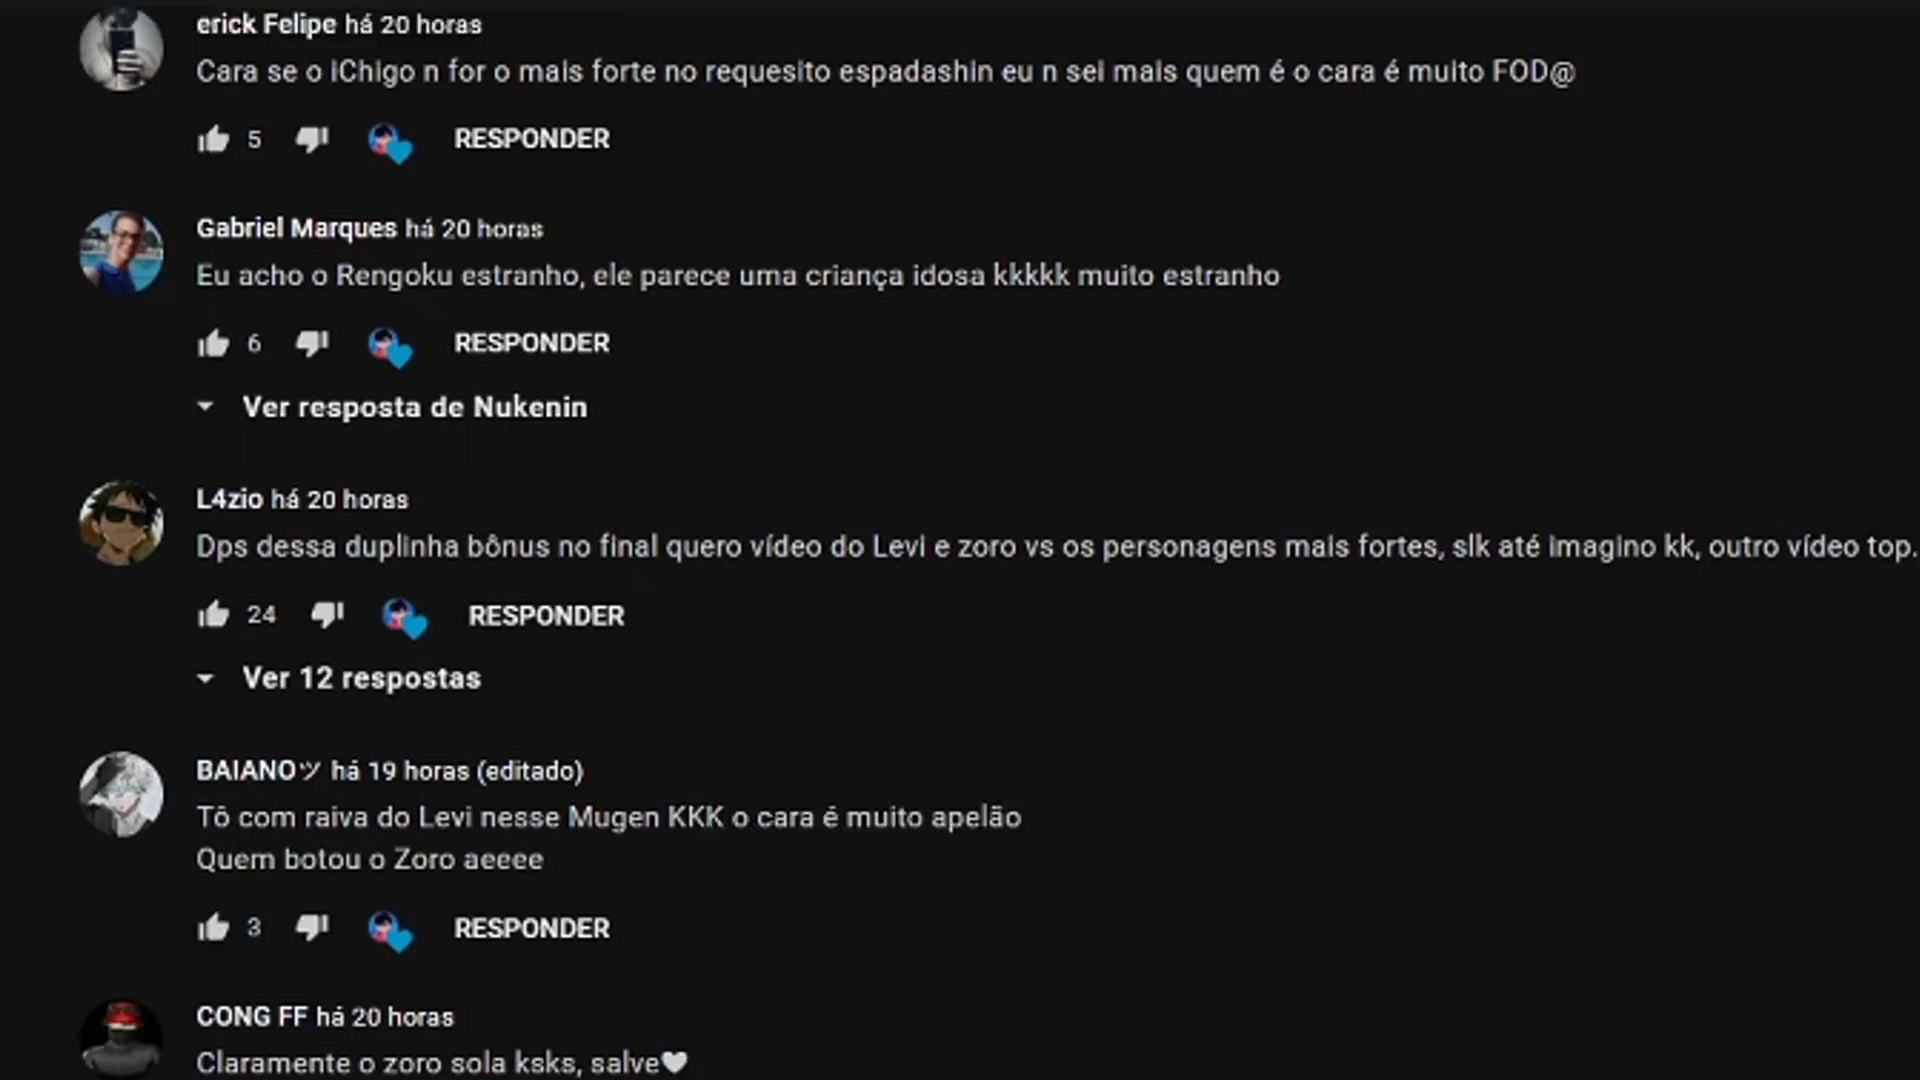 erick Felipe há 20 horas
Cara se o iChigo n for o mais forte no requesito espadashin eu n sei mais quem é o cara é muito FOD@
5 RESPONDER
Gabriel Marques há 20 horas
Eu acho o Rengoku estranho, ele parece uma criança idosa kkkkk muito estranho
6 RESPONDER
Ver resposta de Nukenin
L4zio há 20 horas
Dps dessa duplinha bônus no final quero vídeo do Levi e zoro vs os personagens mais fortes, slk até imagino kk, outro vídeo top.
24 RESPONDER
Ver 12 respostas
BAIANOツ há 19 horas (editado)
Tô com raiva do Levi nesse Mugen KKK o cara é muito apelão
Quem botou o Zoro aeeee
3 RESPONDER
CONG FF há 20 horas
Claramente o zoro sola ksks, salve🖤